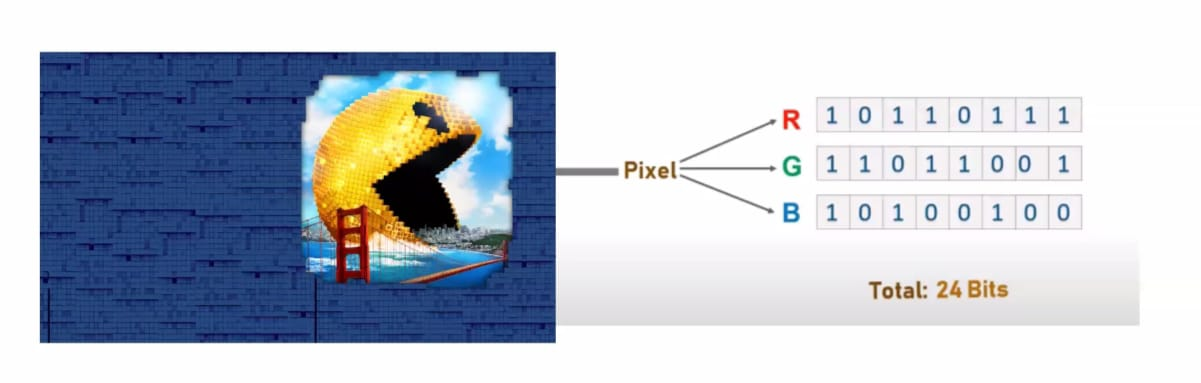 R 1 0 1 1 0 1 1 1
Pixel
G 1 1 0 1 1 0 0 1
B 1 0 1 0 0 1 0 0
Total: 24 Bits